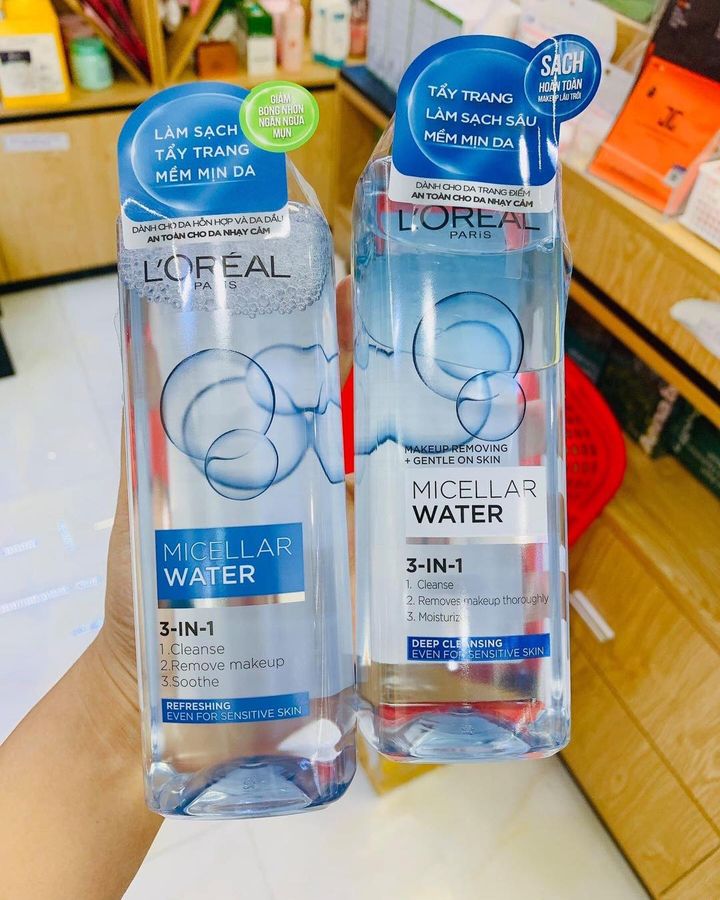 LÀM SẠCH
TẨY TRANG
MỀM MỊN DA
GIẢM
BÓNG NHỜN
NGĂN NGỪA
MỤN
DÀNH CHO DA HỖN HỢP VÀ DA DẦU
AN TOÀN CHO DA NHẠY CẢM
L'ORÉAL
PARIS
MICELLAR
WATER
3-IN-1
1.Cleanse
2.Remove makeup
3.Soothe
REFRESHING
EVEN FOR SENSITIVE SKIN
TẨY TRANG
LÀM SẠCH SÂU
MỀM MỊN DA
SẠCH
HOÀN TOÀN
MAKEUP LÂU TRÔI
DÀNH CHO DA TRANG ĐIỂM
AN TOÀN CHO DA NHẠY CẢM
L'ORÉAL
PARIS
MAKEUP REMOVING
+ GENTLE ON SKIN
MICELLAR
WATER
3-IN-1
1. Cleanse
2. Removes makeup thoroughly
3. Moisturiz
DEEP CLEANSING
EVEN FOR SENSITIVE SKIN